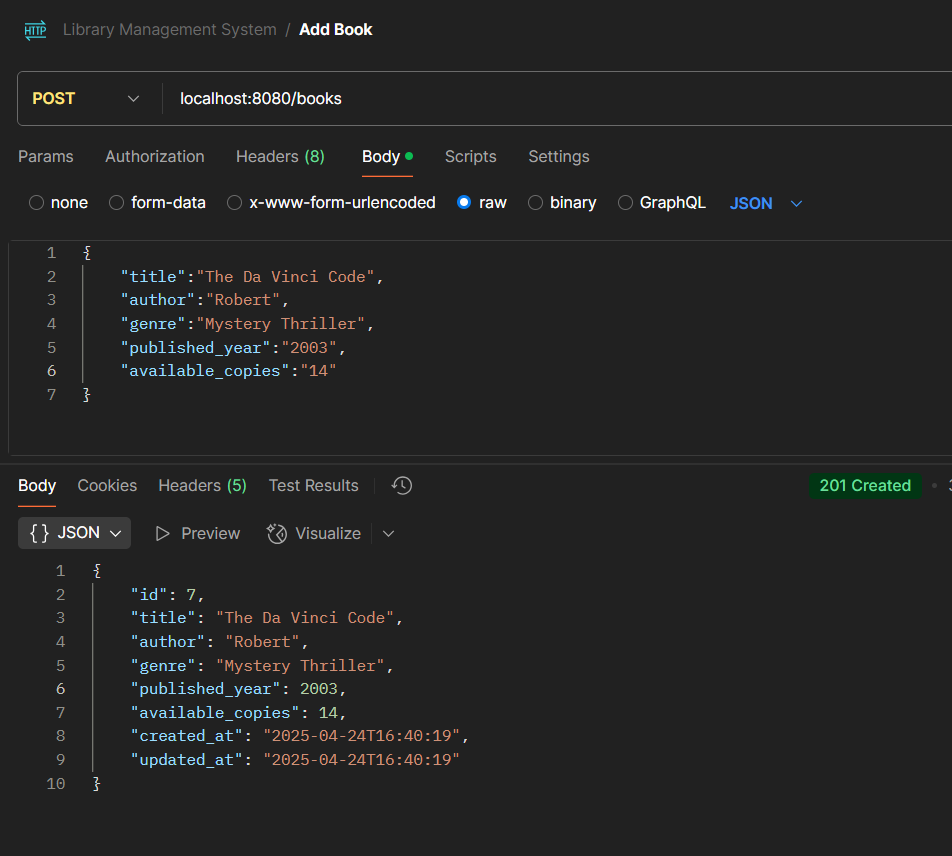 HTTP Library Management System / Add Book
POST localhost:8080/books
Params Authorization Headers (8) Body Scripts Settings
none form-data x-www-form-urlencoded raw binary GraphQL JSON
1 {
2 "title":"The Da Vinci Code",
3 "author":"Robert",
4 "genre":"Mystery Thriller",
5 "published_year":"2003",
6 "available_copies":"14"
7 }
Body Cookies Headers (5) Test Results 201 Created •
{} JSON Preview Visualize
1 {
2 "id": 7,
3 "title": "The Da Vinci Code",
4 "author": "Robert",
5 "genre": "Mystery Thriller",
6 "published_year": 2003,
7 "available_copies": 14,
8 "created_at": "2025-04-24T16:40:19",
9 "updated_at": "2025-04-24T16:40:19"
10 }